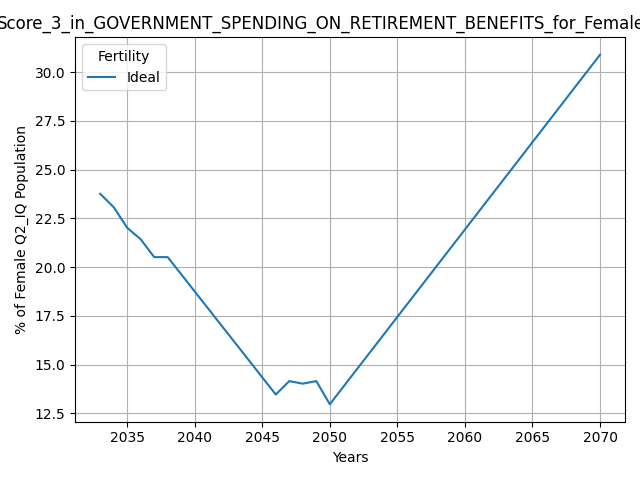 Score_3_in_GOVERNMENT_SPENDING_ON_RETIREMENT_BENEFITS_for_Female
Fertility
Ideal
% of Female Q2_IQ Population
30.0
27.5
25.0
22.5
20.0
17.5
15.0
12.5
2035 2040 2045 2050 2055 2060 2065 2070
Years